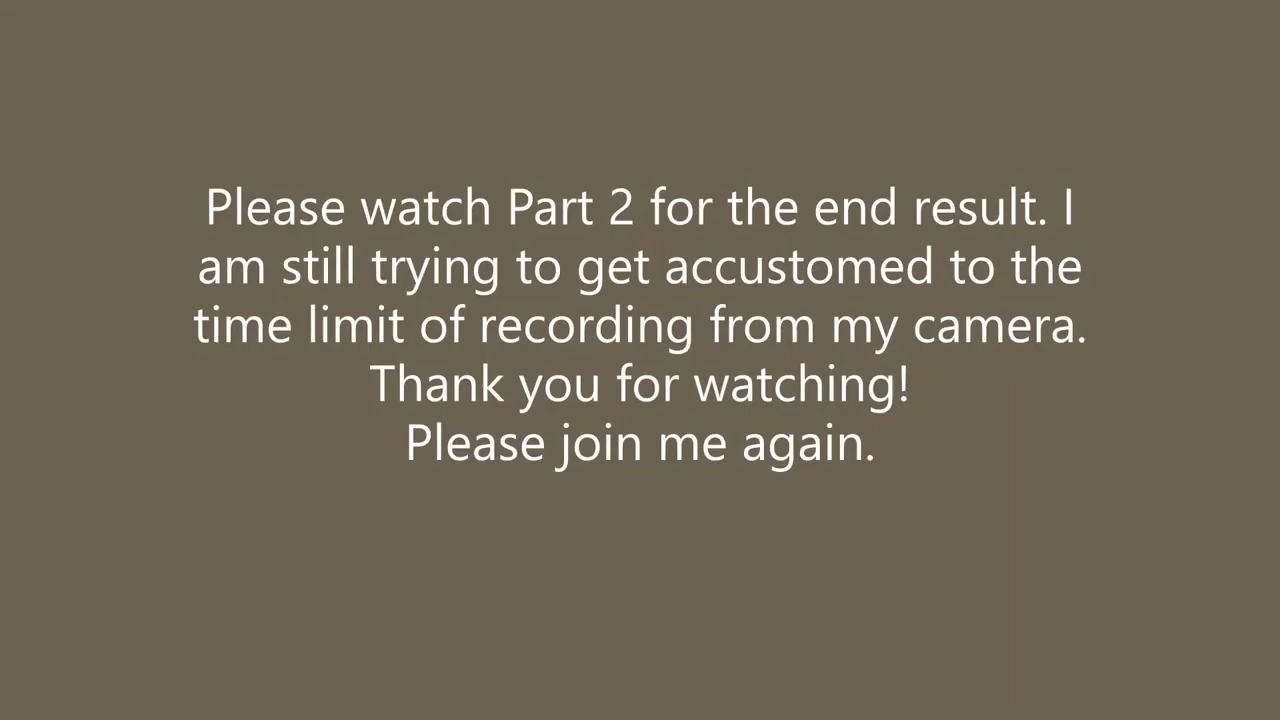 Please watch Part 2 for the end result. I
am still trying to get accustomed to the
time limit of recording from my camera.
Thank you for watching!
Please join me again.